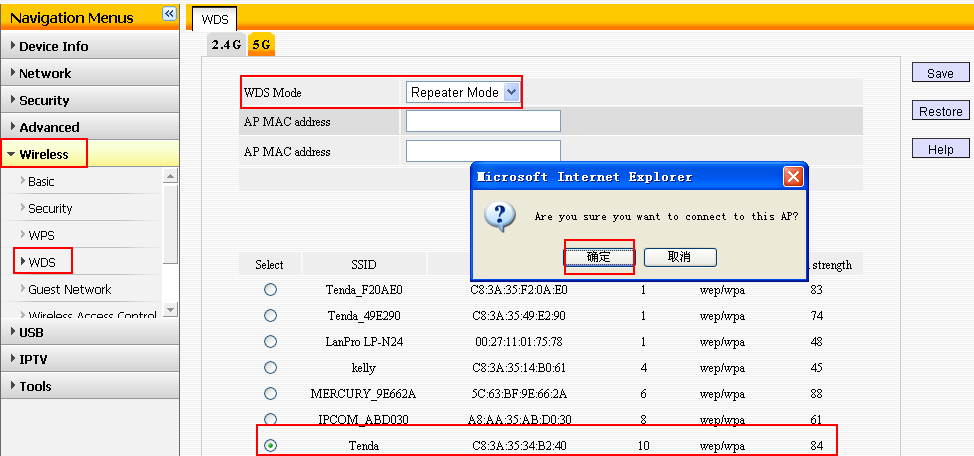 Navigation Menus
WDS
2.4G 5G
Device Info
Network
Security
Advanced
Wireless
Basic
Security
WPS
WDS
Guest Network
Wireless Access Control
USB
IPTV
Tools
WDS Mode Repeater Mode
AP MAC address
AP MAC address
Save
Restore
Help
Microsoft Internet Explorer
Are you sure you want to connect to this AP?
确定 取消
Select SSID strength
Tenda_F20AE0 C8:3A:35:F2:0A:E0 1 wep/wpa 83
Tenda_49E290 C8:3A:35:49:E2:90 1 wep/wpa 74
LanPro LP-N24 00:27:11:01:75:78 1 wep/wpa 48
kelly C8:3A:35:14:B0:61 4 wep/wpa 45
MERCURY_9E662A 5C:63:BF:9E:66:2A 6 wep/wpa 88
IPCOM_ABD030 A8:AA:35:AB:D0:30 8 wep/wpa 61
Tenda C8:3A:35:34:B2:40 10 wep/wpa 84